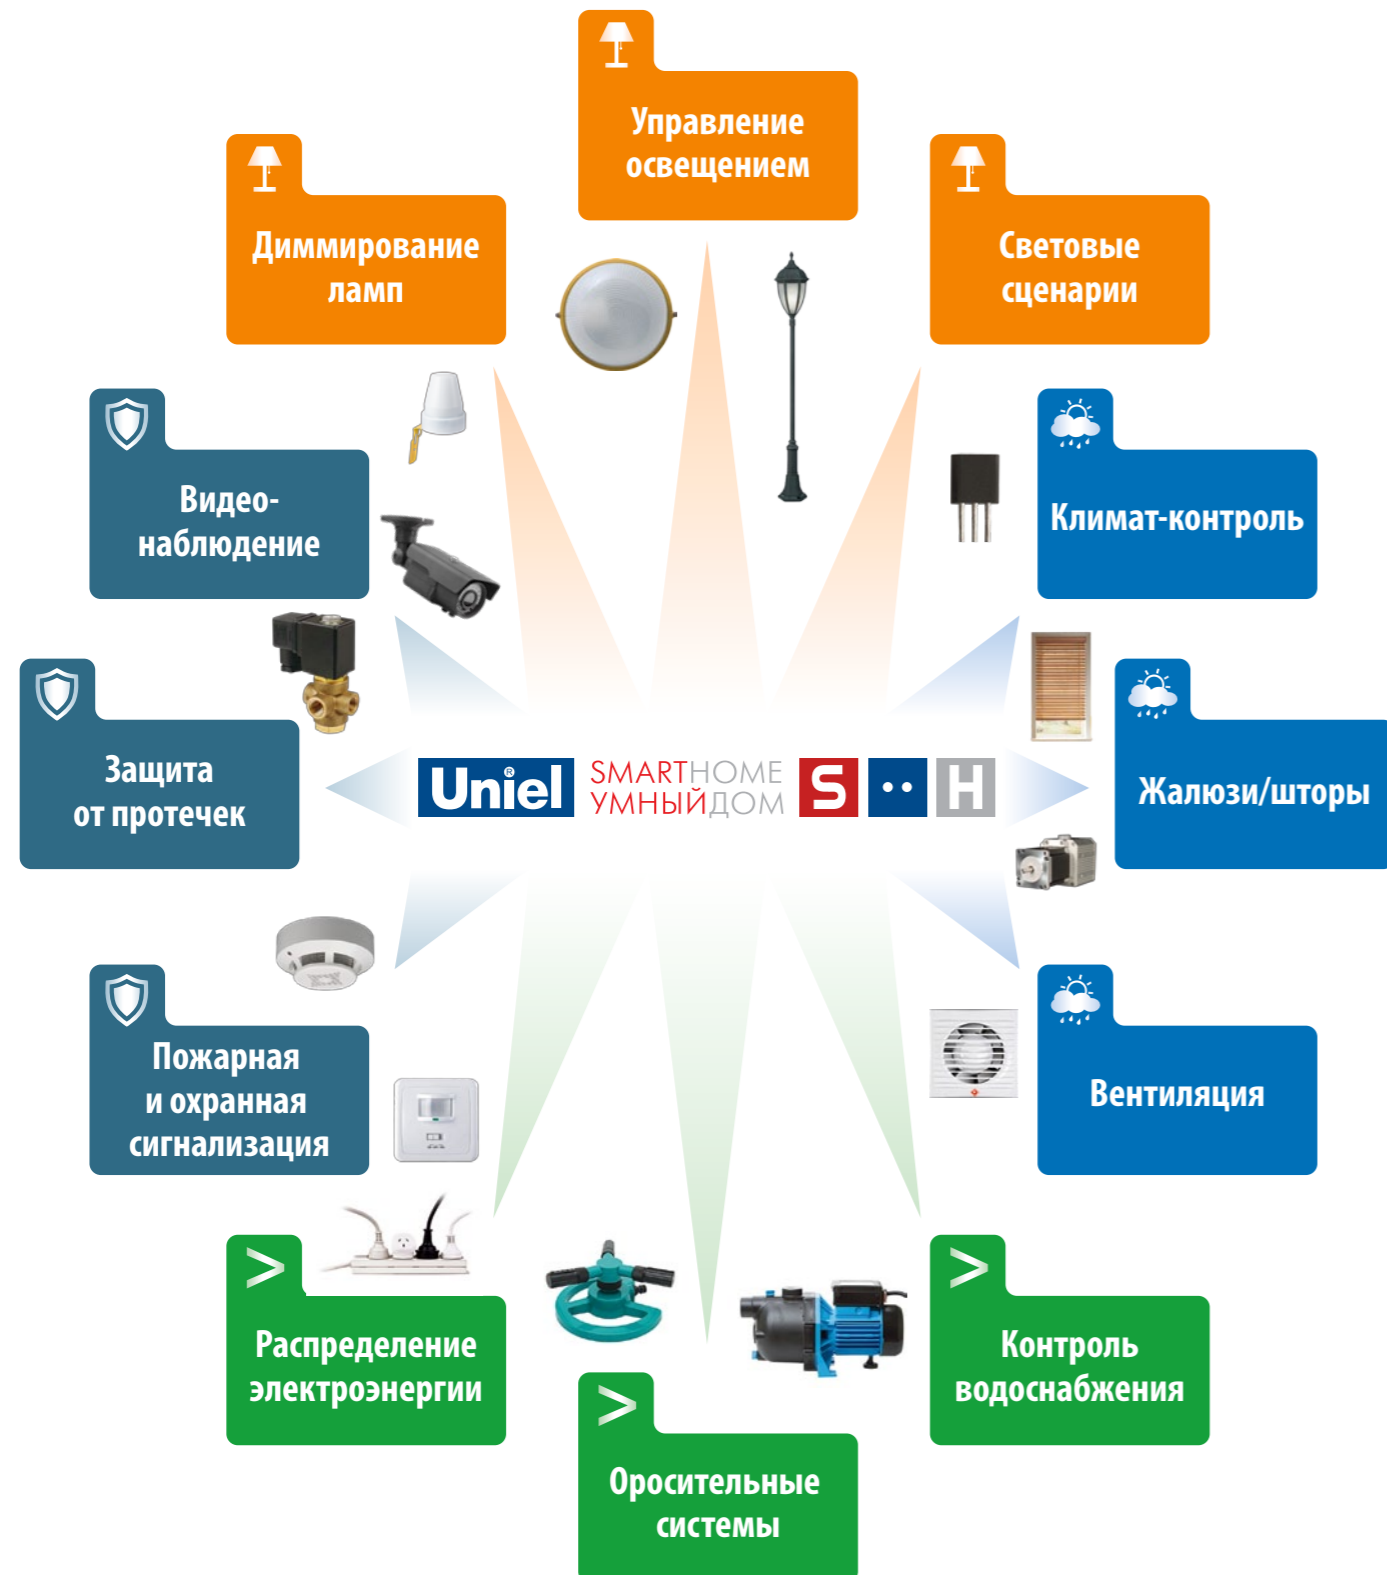 Управление
освещением
Диммирование
ламп
Световые
сценарии
Видео-
наблюдение
Климат-контроль
Защита
от протечек
Uniel®
SMARTHOME
УМНЫЙДОМ
S
H
Жалюзи/шторы
Пожарная
и охранная
сигнализация
Вентиляция
Распределение
электроэнергии
Контроль
водоснабжения
Оросительные
системы